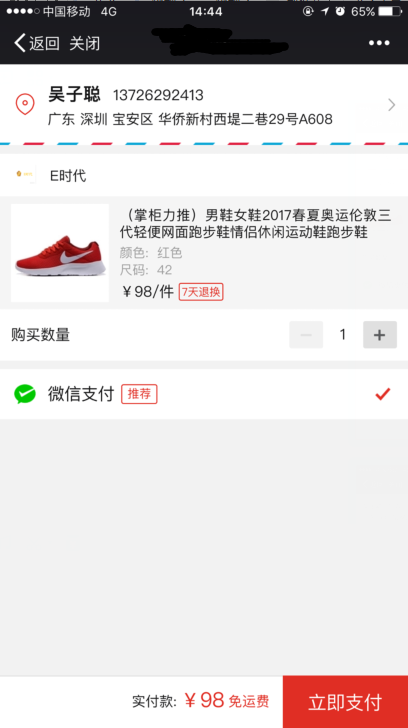 中国移动 4G 14:44 65%
返回 关闭
吴子聪 13726292413
广东 深圳 宝安区 华侨新村西堤二巷29号A608
E时代
（掌柜力推）男鞋女鞋2017春夏奥运伦敦三
代轻便网面跑步鞋情侣休闲运动鞋跑步鞋
颜色: 红色
尺码: 42
￥98/件 7天退换
购买数量 1
微信支付 推荐
实付款: ￥98 免运费 立即支付